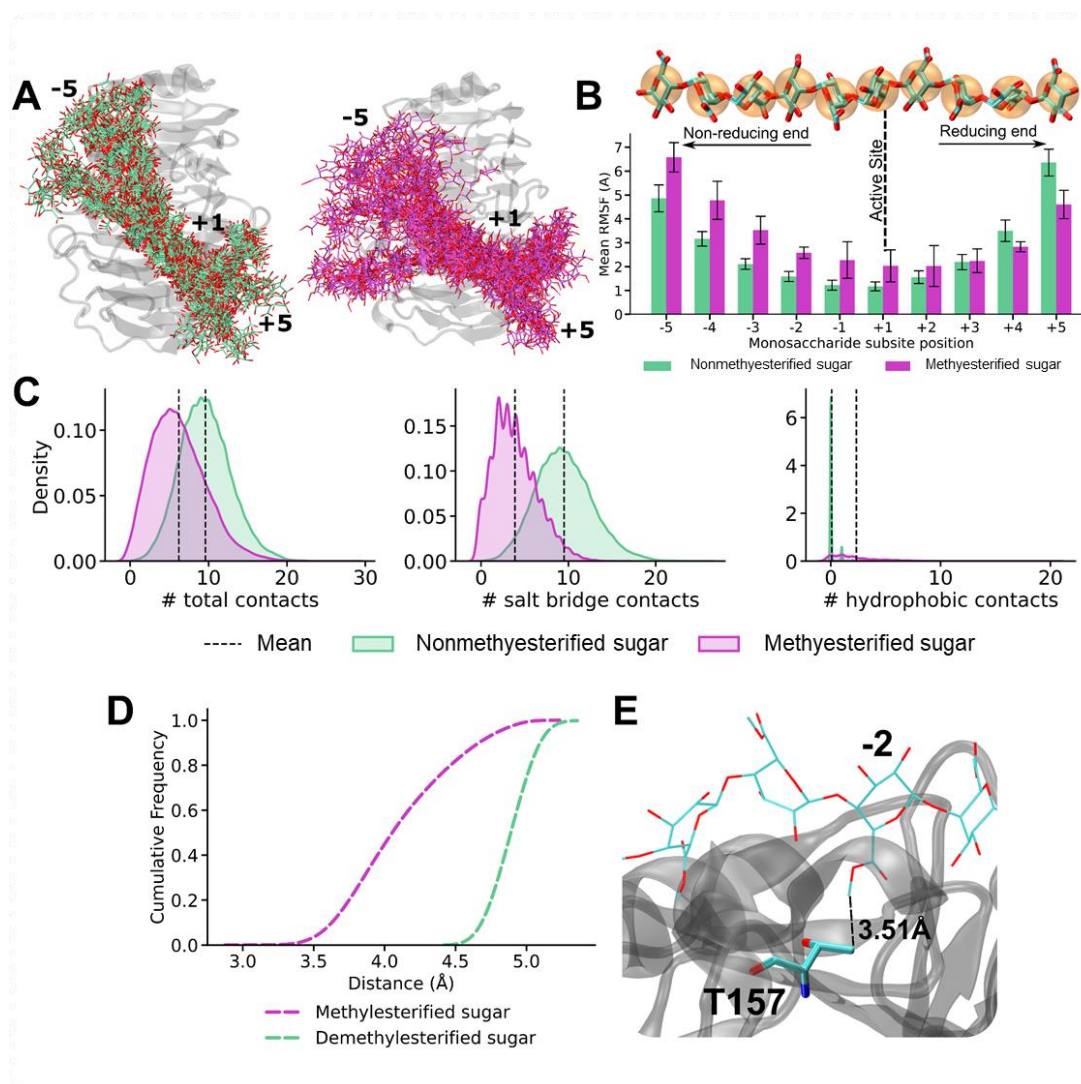 A
-5
+1
+5
-5
+1
+5
B
Non-reducing end
Reducing end
Active Site
Mean RMSF (A)
7
6
5
4
3
2
1
0
-5 -4 -3 -2 -1 +1 +2 +3 +4 +5
Monosaccharide subsite position
Nonmethyesterified sugar Methyesterified sugar
C
Density
0.10
0.05
0.00
0 10 20 30
# total contacts
0.15
0.10
0.05
0.00
0 10 20
# salt bridge contacts
6
4
2
0
0 10 20
# hydrophobic contacts
Mean Nonmethyesterified sugar Methyesterified sugar
D
Cumulative Frequency
1.0
0.8
0.6
0.4
0.2
0.0
3.0 3.5 4.0 4.5 5.0
Distance (Å)
Methylesterified sugar
Demethylesterified sugar
E
-2
3.51Å
T157